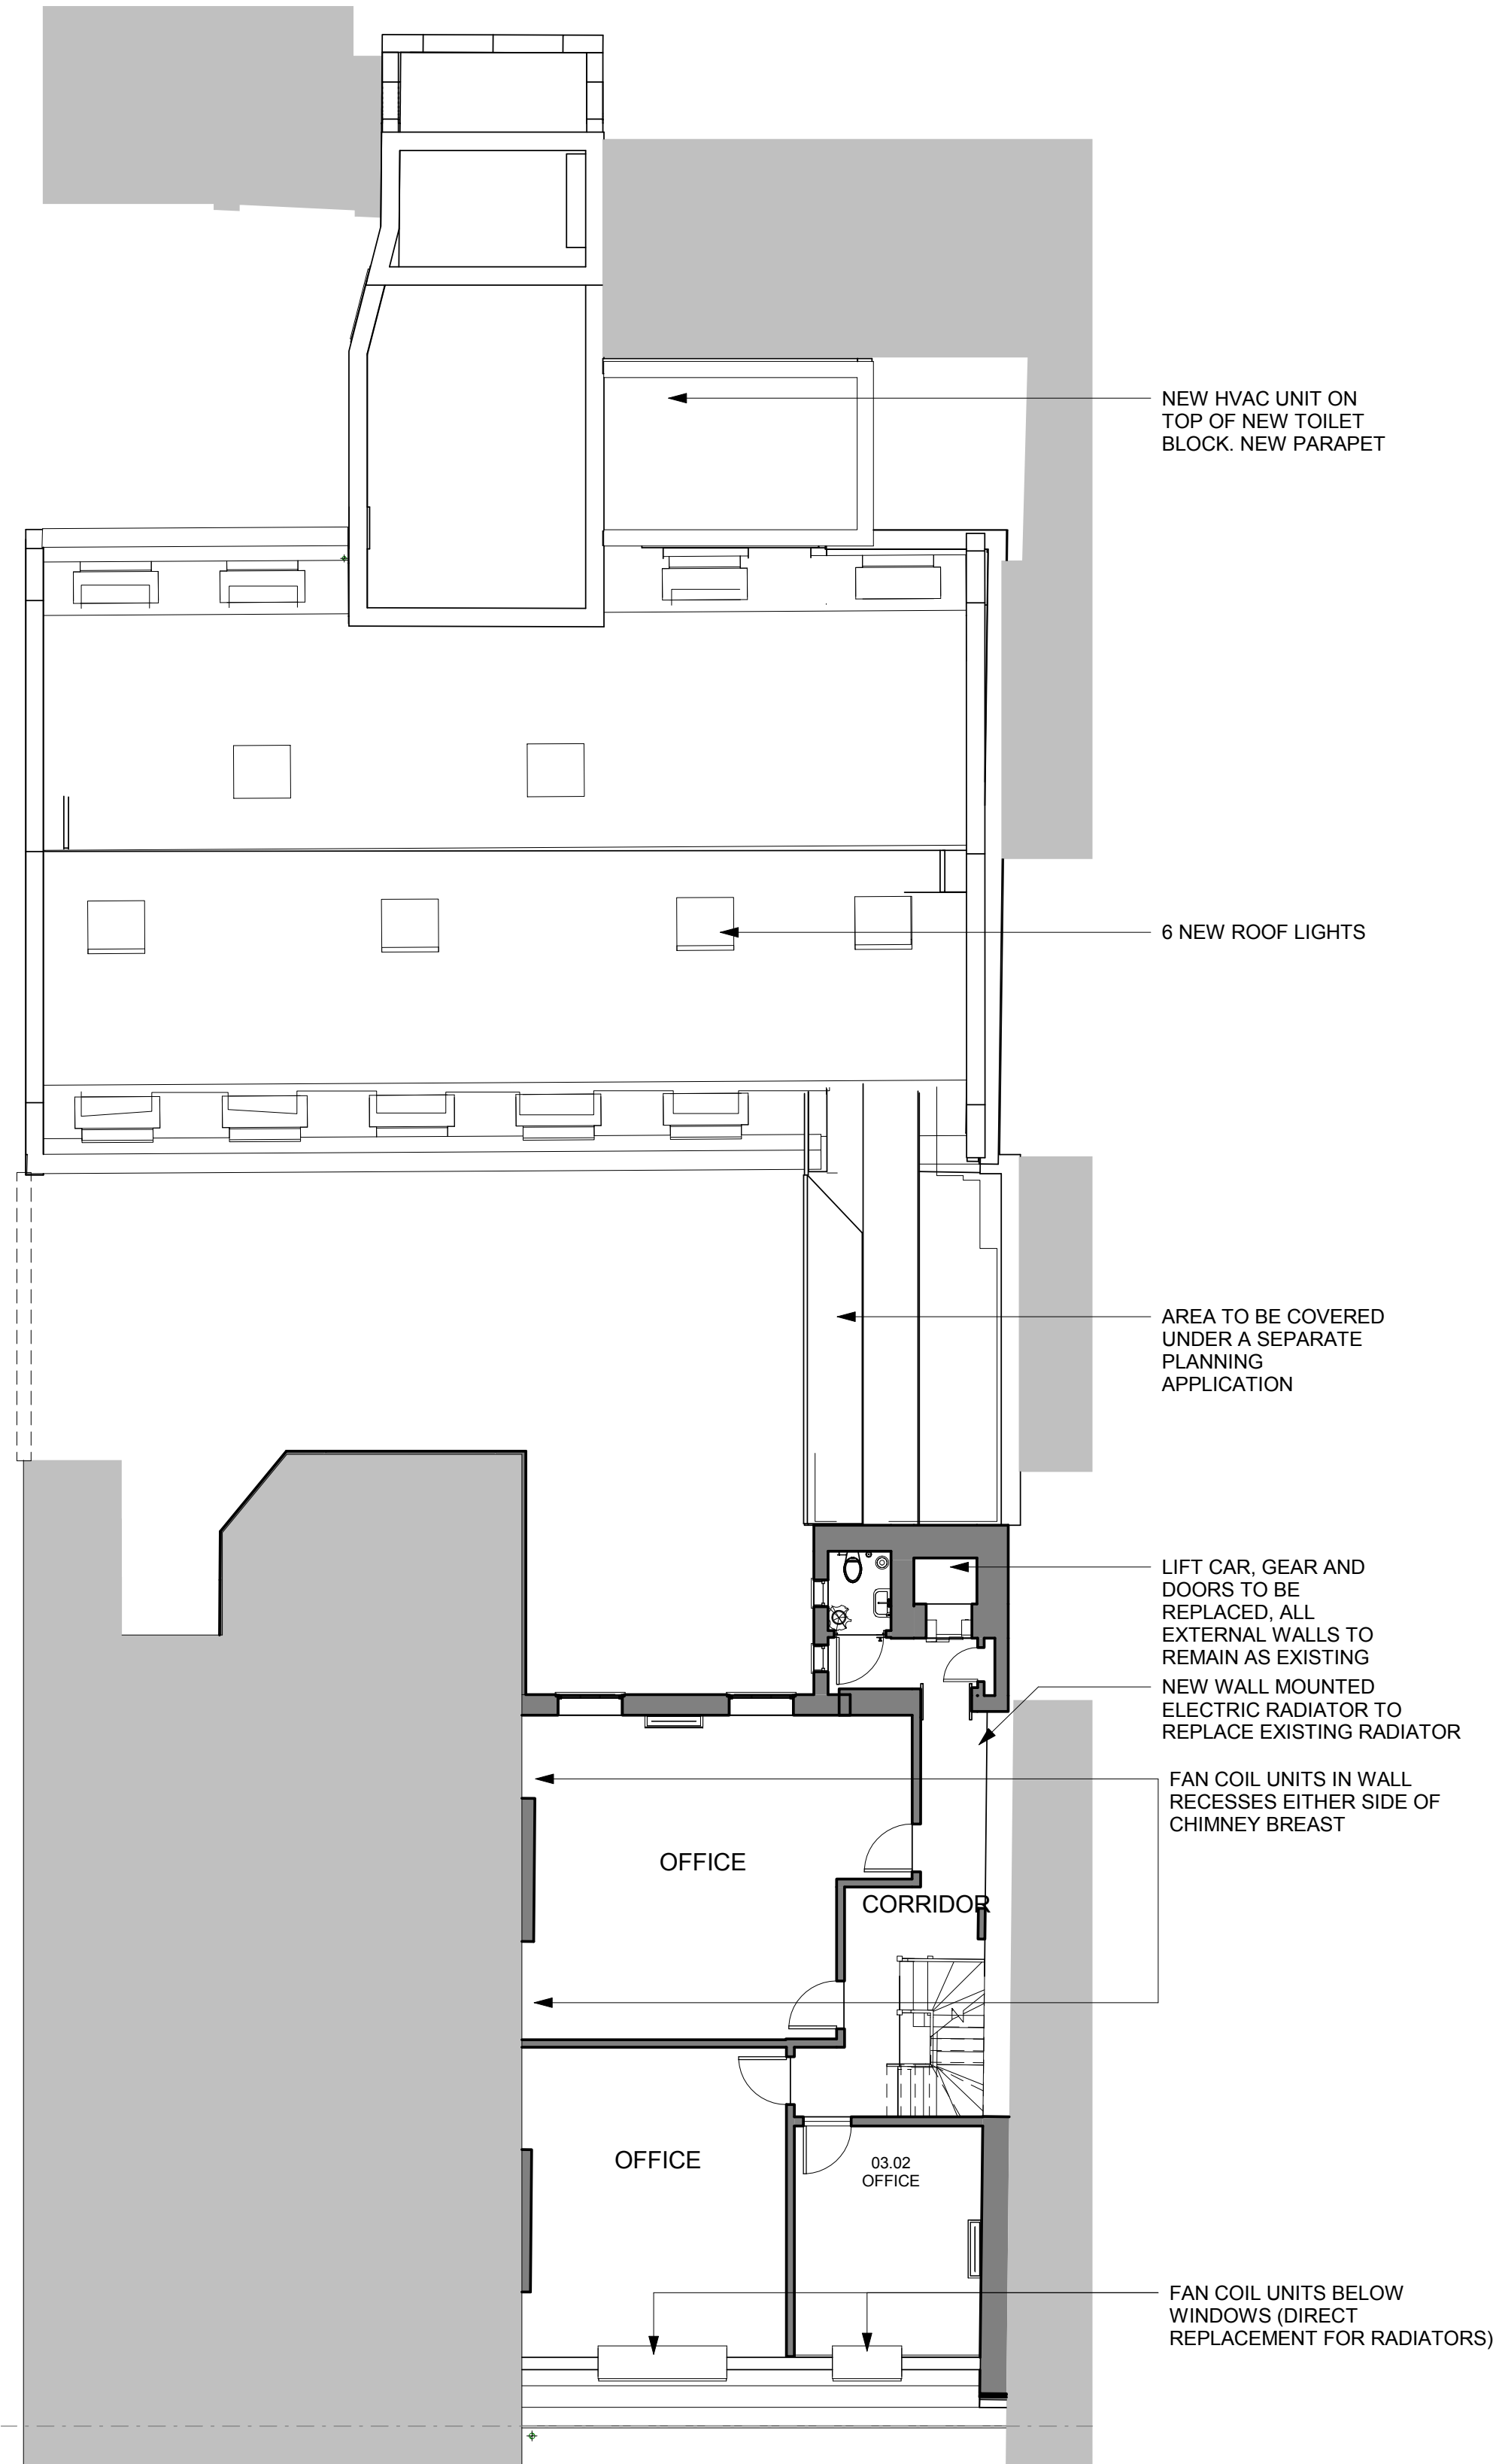 NEW HVAC UNIT ON
TOP OF NEW TOILET
BLOCK. NEW PARAPET
6 NEW ROOF LIGHTS
AREA TO BE COVERED
UNDER A SEPARATE
PLANNING
APPLICATION
LIFT CAR, GEAR AND
DOORS TO BE
REPLACED, ALL
EXTERNAL WALLS TO
REMAIN AS EXISTING
NEW WALL MOUNTED
ELECTRIC RADIATOR TO
REPLACE EXISTING RADIATOR
FAN COIL UNITS IN WALL
RECESSES EITHER SIDE OF
CHIMNEY BREAST
OFFICE
CORRIDOR
OFFICE
03.02
OFFICE
FAN COIL UNITS BELOW
WINDOWS (DIRECT
REPLACEMENT FOR RADIATORS)